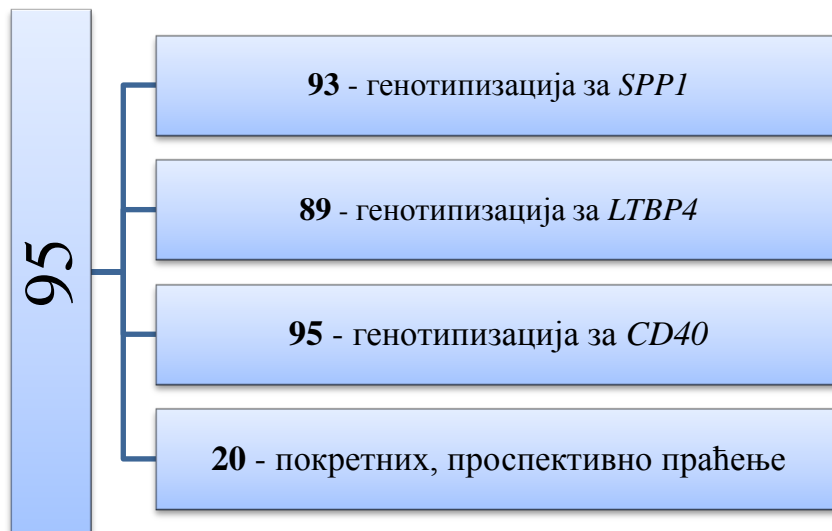 95
93 - генотипизација за SPP1
89 - генотипизација за LTBP4
95 - генотипизација за CD40
20 - покретних, проспективно праћење